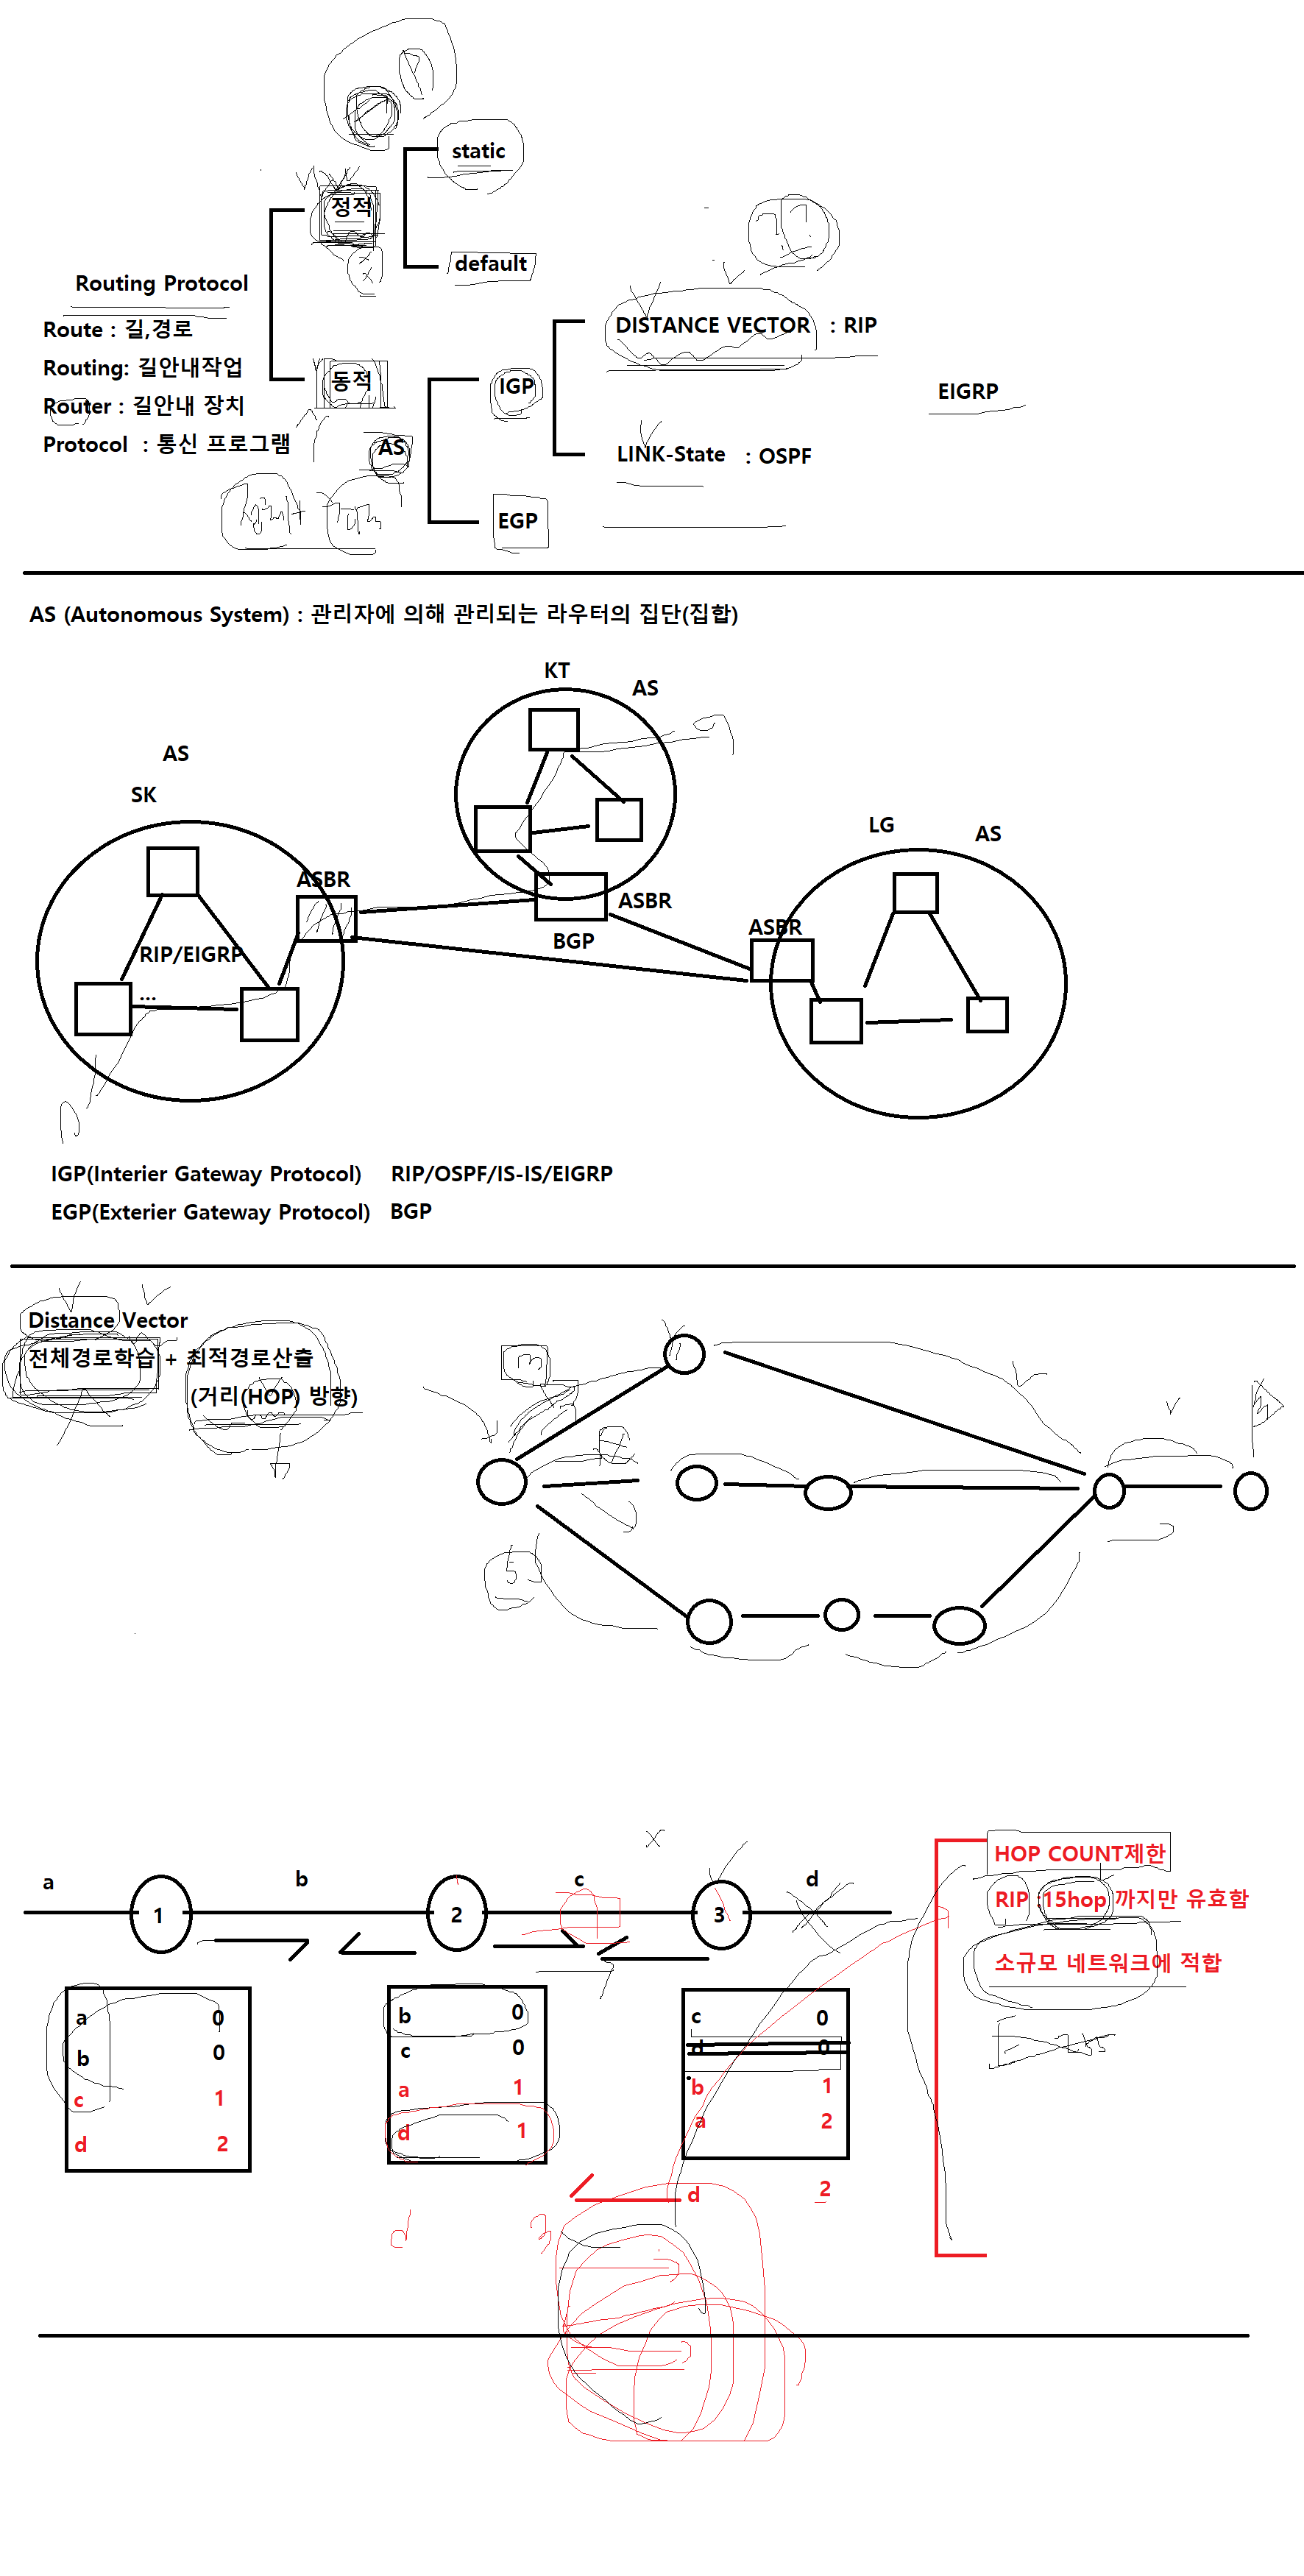 static
정적
default
Routing Protocol
Route : 길,경로
DISTANCE VECTOR : RIP
Routing: 길안내작업
동적
IGP
EIGRP
Router : 길안내 장치
Protocol : 통신 프로그램
AS
LINK-State : OSPF
EGP
AS (Autonomous System) : 관리자에 의해 관리되는 라우터의 집단(집합)
KT
AS
AS
SK
LG
AS
ASBR
ASBR
ASBR
BGP
RIP/EIGRP
...
IGP(Interier Gateway Protocol) RIP/OSPF/IS-IS/EIGRP
EGP(Exterier Gateway Protocol) BGP
Distance Vector
전체경로학습 + 최적경로산출
(거리(HOP) 방향)
3
4
5
HOP COUNT제한
a
b
c
d
RIP :15hop 까지만 유효함
1
2
3
소규모 네트워크에 적합
a 0
b 0
c 1
d 2
b 0
c 0
a 1
d 1
c 0
d 0
b 1
a 2
d 2
d 3